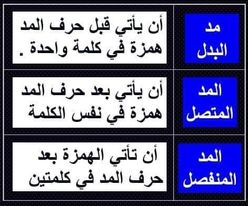 مد
البدل
أن يأتي قبل حرف المد
همزة في كلمة واحدة .
المد
المتصل
أن يأتي بعد حرف المد
همزة في نفس الكلمة
المد
المنفصل
أن تأتي الهمزة بعد
حرف المد في كلمتين